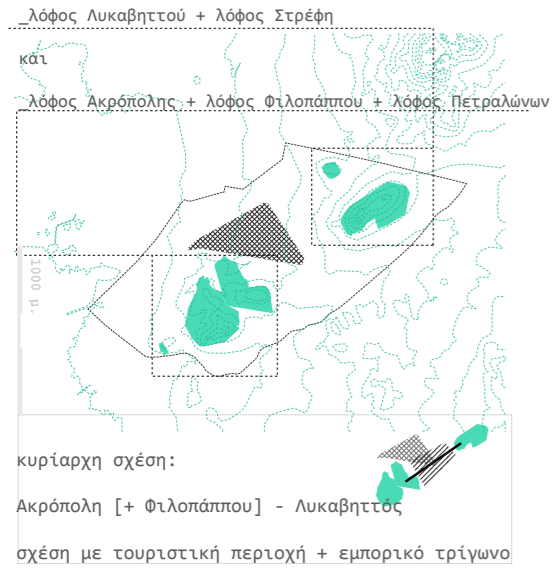 _λόφος Λυκαβηττού + λόφος Στρέφη
και
_λόφος Ακρόπολης + λόφος Φιλοπάππου + λόφος Πετραλώνων
1000 μ.
κυρίαρχη σχέση:
Ακρόπολη [+ Φιλοπάππου] - Λυκαβηττός
σχέση με τουριστική περιοχή + εμπορικό τρίγωνο